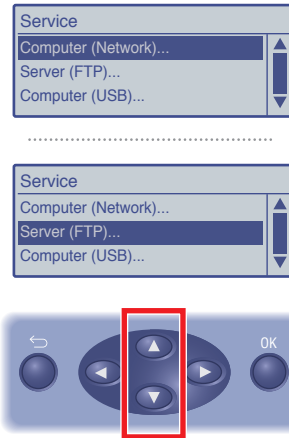 Service
Computer (Network)...
Server (FTP)...
Computer (USB)...
Service
Computer (Network)...
Server (FTP)...
Computer (USB)...
OK